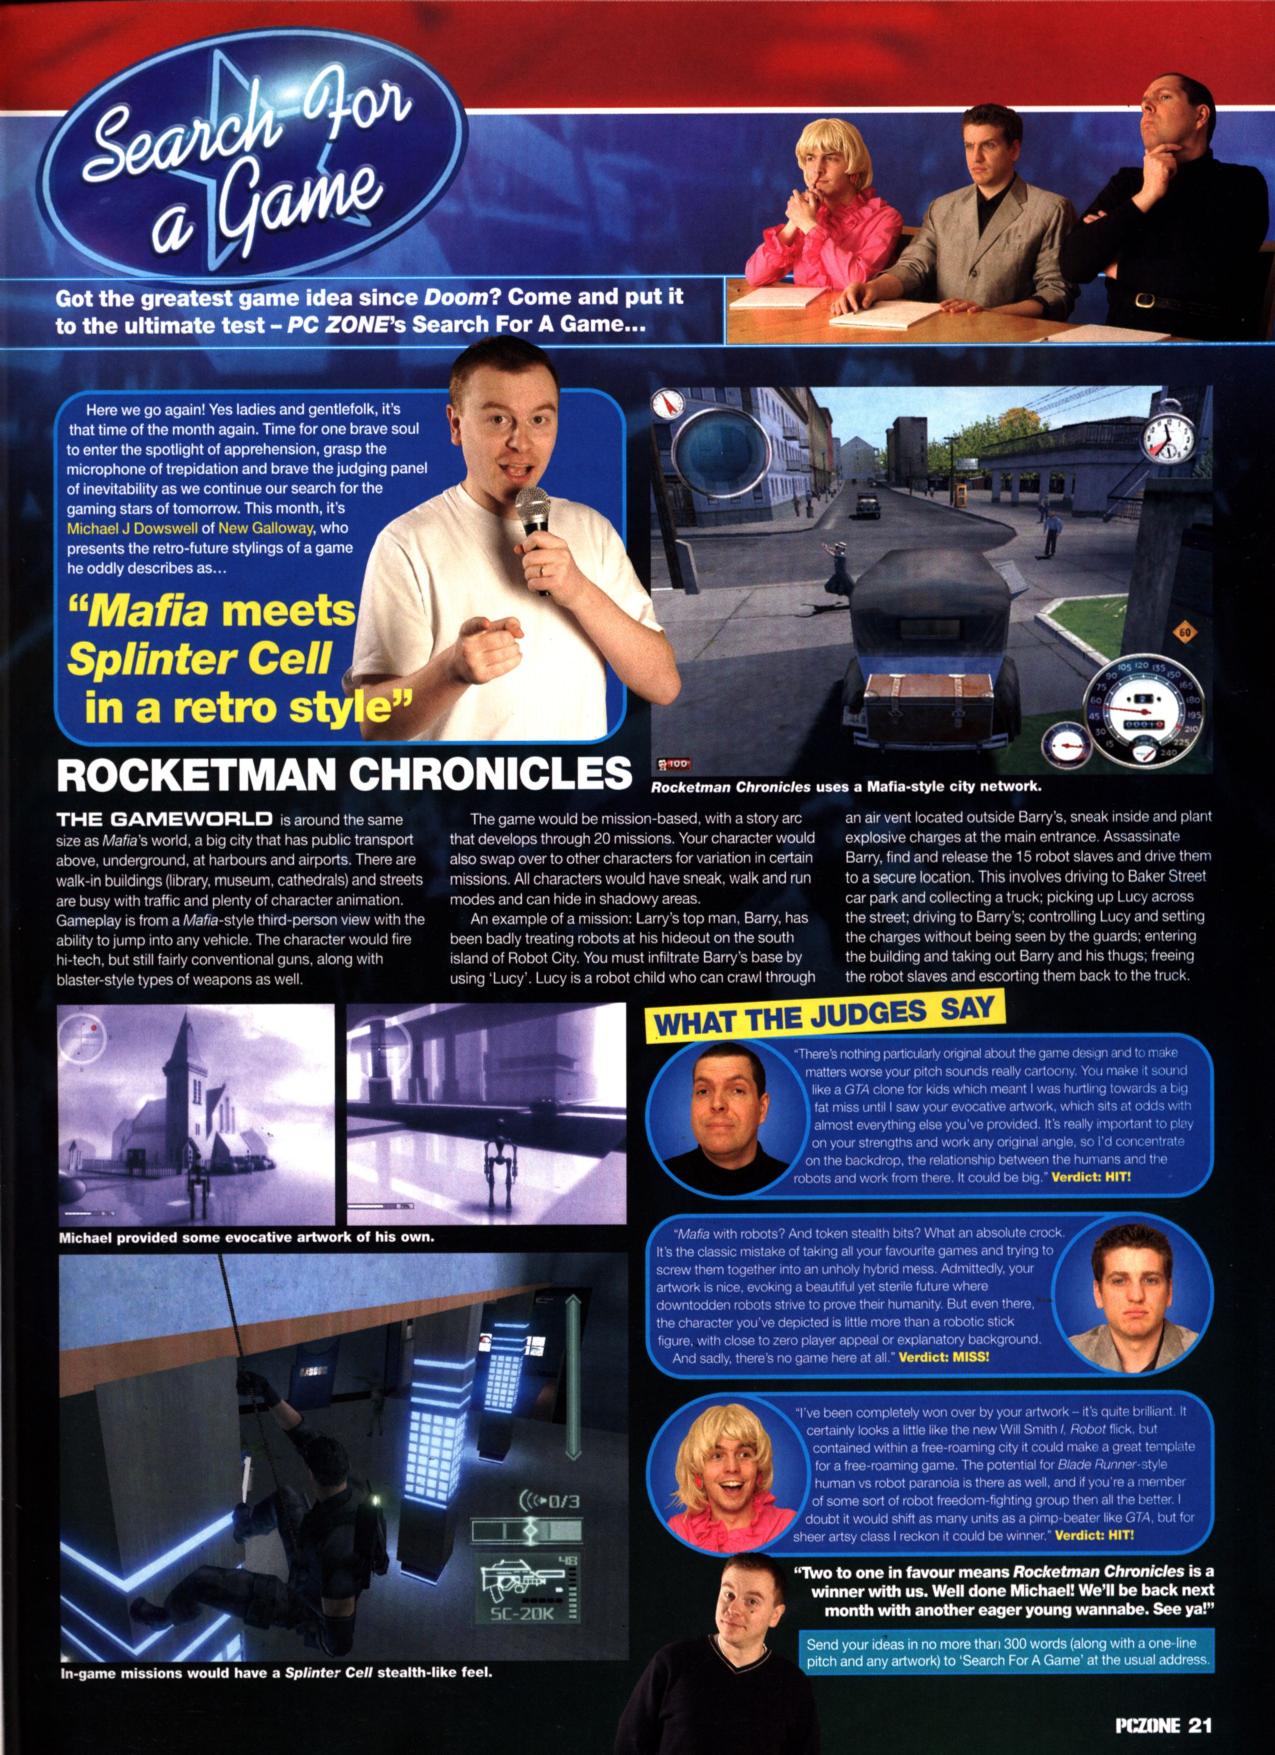 Search For
a Game
Got the greatest game idea since Doom? Come and put it
to the ultimate test – PC ZONE's Search For A Game...
Here we go again! Yes ladies and gentlefolk, it's
that time of the month again. Time for one brave soul
to enter the spotlight of apprehension, grasp the
microphone of trepidation and brave the judging panel
of inevitability as we continue our search for the
gaming stars of tomorrow. This month, it's
Michael J Dowswell of New Galloway, who
presents the retro-future stylings of a game
he oddly describes as...
"Mafia meets
Splinter Cell
in a retro style"
60
100
Rocketman Chronicles uses a Mafia-style city network.
ROCKETMAN CHRONICLES
THE GAMEWORLD is around the same
size as Mafia's world, a big city that has public transport
above, underground, at harbours and airports. There are
walk-in buildings (library, museum, cathedrals) and streets
are busy with traffic and plenty of character animation.
Gameplay is from a Mafia-style third-person view with the
ability to jump into any vehicle. The character would fire
hi-tech, but still fairly conventional guns, along with
blaster-style types of weapons as well.
The game would be mission-based, with a story arc
that develops through 20 missions. Your character would
also swap over to other characters for variation in certain
missions. All characters would have sneak, walk and run
modes and can hide in shadowy areas.
An example of a mission: Larry's top man, Barry, has
been badly treating robots at his hideout on the south
island of Robot City. You must infiltrate Barry's base by
using 'Lucy'. Lucy is a robot child who can crawl through
an air vent located outside Barry's, sneak inside and plant
explosive charges at the main entrance. Assassinate
Barry, find and release the 15 robot slaves and drive them
to a secure location. This involves driving to Baker Street
car park and collecting a truck; picking up Lucy across
the street; driving to Barry's; controlling Lucy and setting
the charges without being seen by the guards; entering
the building and taking out Barry and his thugs; freeing
the robot slaves and escorting them back to the truck.
Michael provided some evocative artwork of his own.
0/3
48
SC-20K
In-game missions would have a Splinter Cell stealth-like feel.
WHAT THE JUDGES SAY
"There's nothing particularly original about the game design and to make
matters worse your pitch sounds really cartoony. You make it sound
like a GTA clone for kids which meant I was hurtling towards a big
fat miss until I saw your evocative artwork, which sits at odds with
almost everything else you've provided. It's really important to play
on your strengths and work any original angle, so I'd concentrate
on the backdrop, the relationship between the humans and the
robots and work from there. It could be big." Verdict: HIT!
"Mafia with robots? And token stealth bits? What an absolute crock.
It's the classic mistake of taking all your favourite games and trying to
screw them together into an unholy hybrid mess. Admittedly, your
artwork is nice, evoking a beautiful yet sterile future where
downtodden robots strive to prove their humanity. But even there,
the character you've depicted is little more than a robotic stick
figure, with close to zero player appeal or explanatory background.
And sadly, there's no game here at all." Verdict: MISS!
"I've been completely won over by your artwork – it's quite brilliant. It
certainly looks a little like the new Will Smith I, Robot flick, but
contained within a free-roaming city it could make a great template
for a free-roaming game. The potential for Blade Runner-style
human vs robot paranoia is there as well, and if you're a member
of some sort of robot freedom-fighting group then all the better. I
doubt it would shift as many units as a pimp-beater like GTA, but for
sheer artsy class I reckon it could be winner." Verdict: HIT!
"Two to one in favour means Rocketman Chronicles is a
winner with us. Well done Michael! We'll be back next
month with another eager young wannabe. See ya!"
Send your ideas in no more than 300 words (along with a one-line
pitch and any artwork) to 'Search For A Game' at the usual address.
PCZONE 21